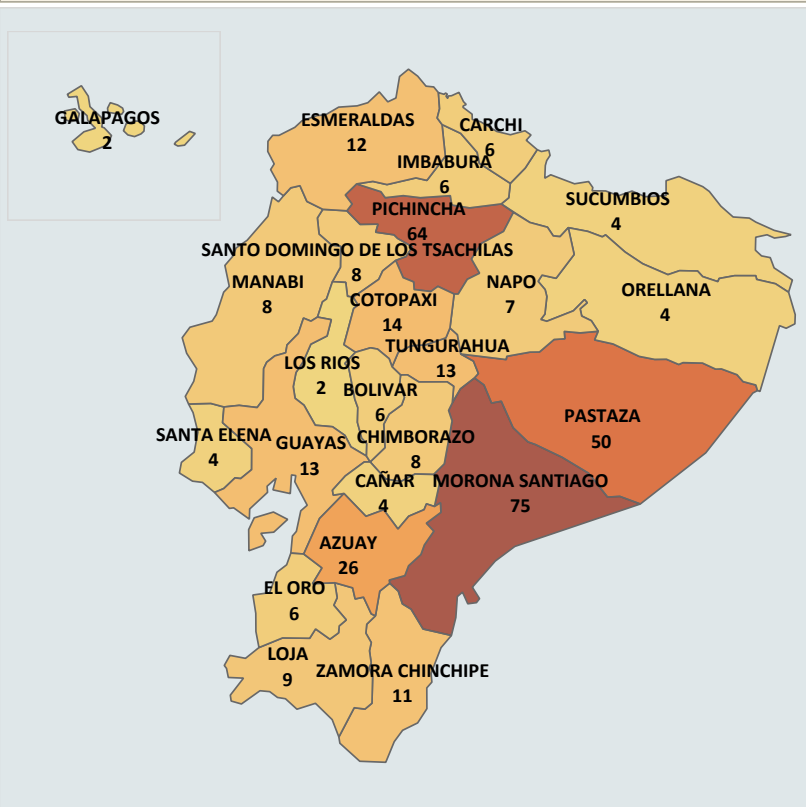 GALAPAGOS
2
ESMERALDAS
12
CARCHI
6
IMBABURA
6
SUCUMBIOS
4
PICHINCHA
64
SANTO DOMINGO DE LOS TSACHILAS
8
MANABI
8
NAPO
7
ORELLANA
4
COTOPAXI
14
TUNGURAHUA
13
LOS RIOS
2
BOLIVAR
6
PASTAZA
50
SANTA ELENA
4
GUAYAS
13
CHIMBORAZO
8
CAÑAR
4
MORONA SANTIAGO
75
AZUAY
26
EL ORO
6
LOJA
9
ZAMORA CHINCHIPE
11